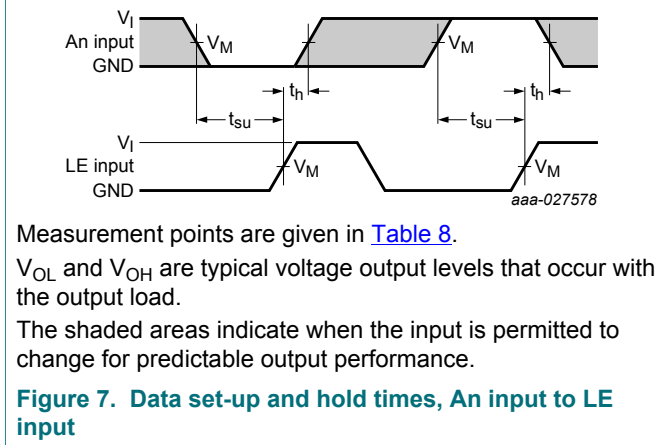 VI
An input
VM
VM
GND
th
th
tsu
tsu
VI
LE input
VM
VM
GND
aaa-027578
Measurement points are given in Table 8.
VOL and VOH are typical voltage output levels that occur with
the output load.
The shaded areas indicate when the input is permitted to
change for predictable output performance.
Figure 7. Data set-up and hold times, An input to LE
input